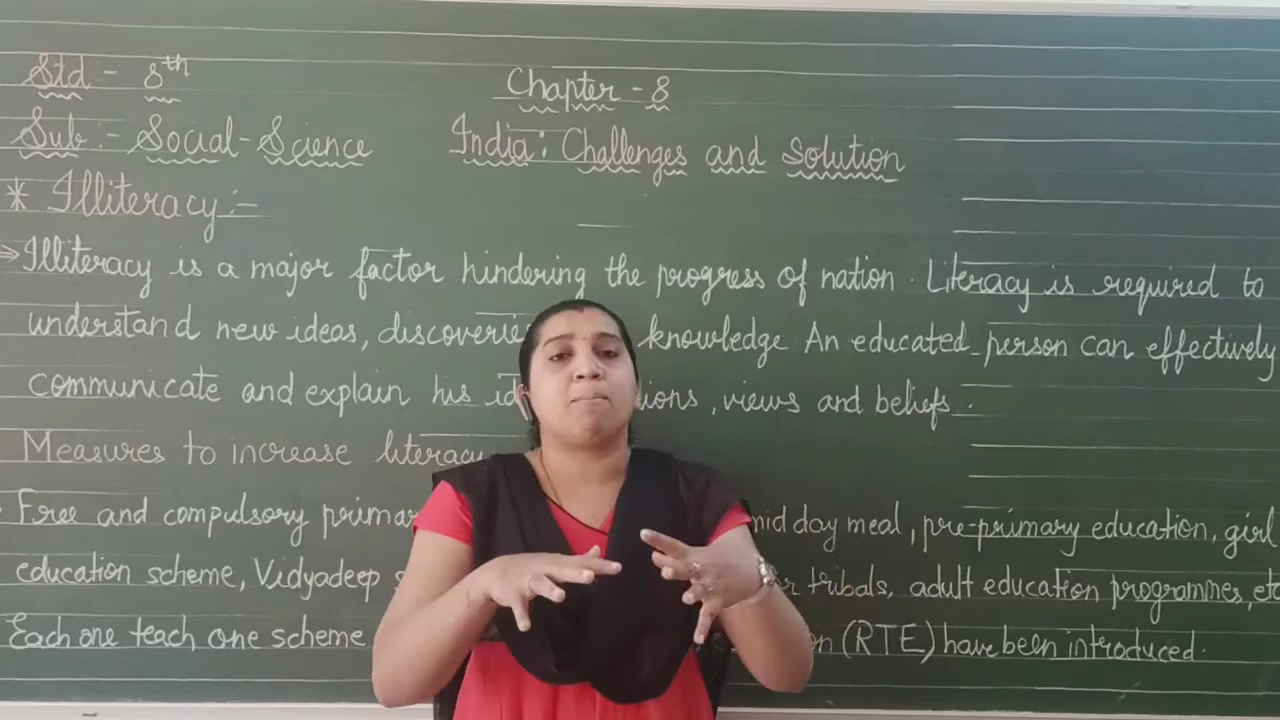 Std - 8th
Chapter - 8
Sub :- Social-Science
India : Challenges and Solution
* Illiteracy :-
⇒ Illiteracy is a major factor hindering the progress of nation. Literacy is required to
understand new ideas, discoveries knowledge An educated person can effectively
communicate and explain his views and beliefs.
Measures to increase literacy
Free and compulsory mid day meal, pre-primary education, girl
education scheme, Vidyadeep tribals, adult education programmes, etc
Each one teach one scheme (RTE) have been introduced.